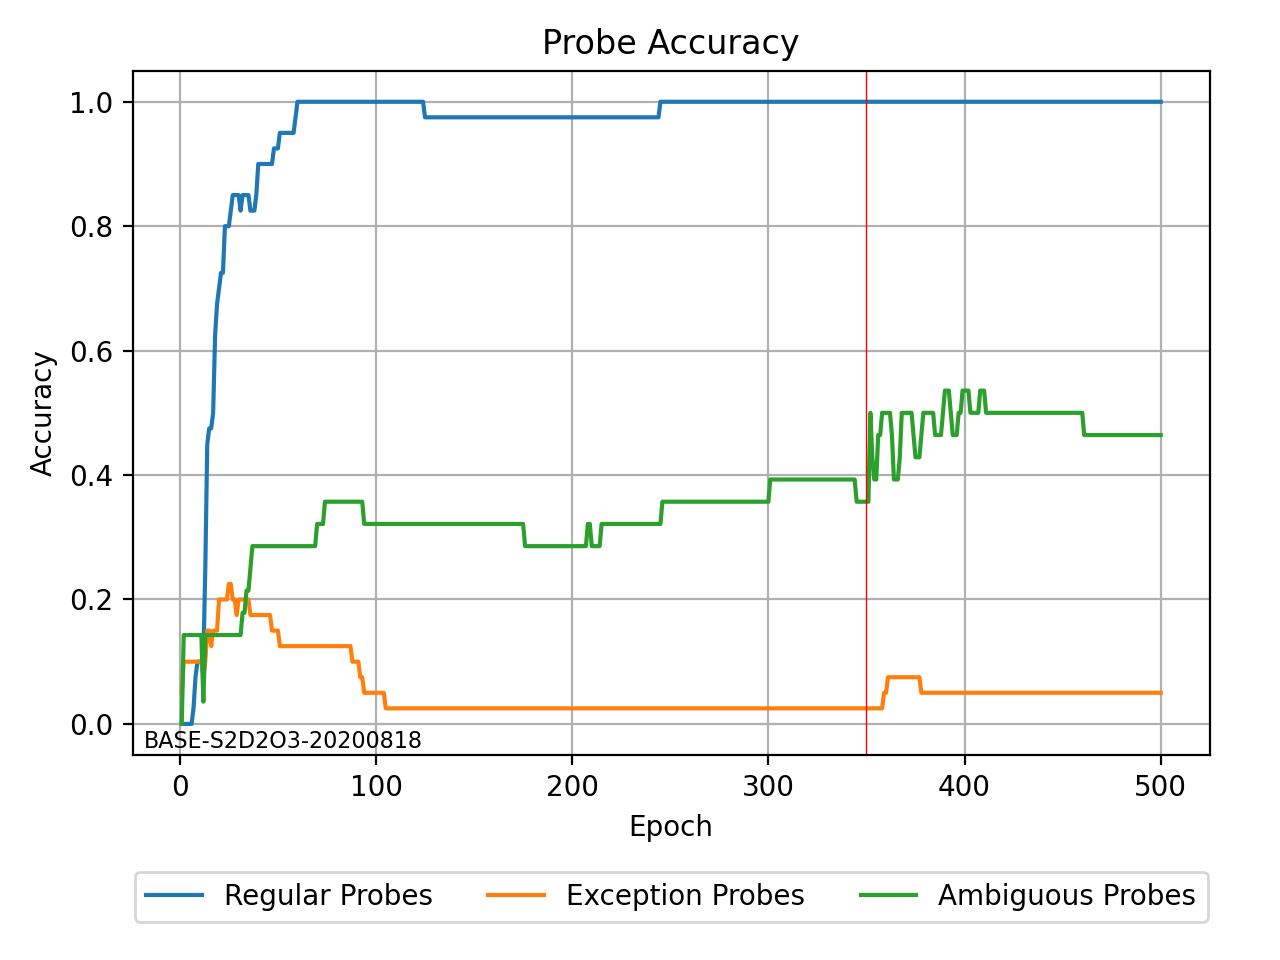 Probe Accuracy
1.0
0.8
0.6
0.4
0.2
0.0
Accuracy
BASE-S2D2O3-20200818
0 100 200 300 400 500
Epoch
Regular Probes Exception Probes Ambiguous Probes